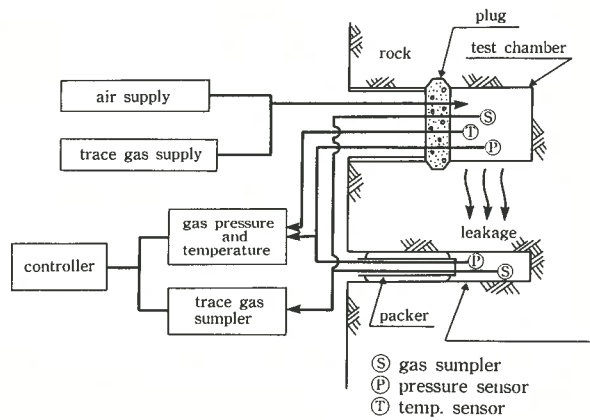 plug
rock
test chamber
air supply
trace gas supply
S
T
P
leakage
gas pressure
and
temperature
controller
trace gas
sumpler
P
S
packer
S gas sumpler
P pressure sensor
T temp. sensor